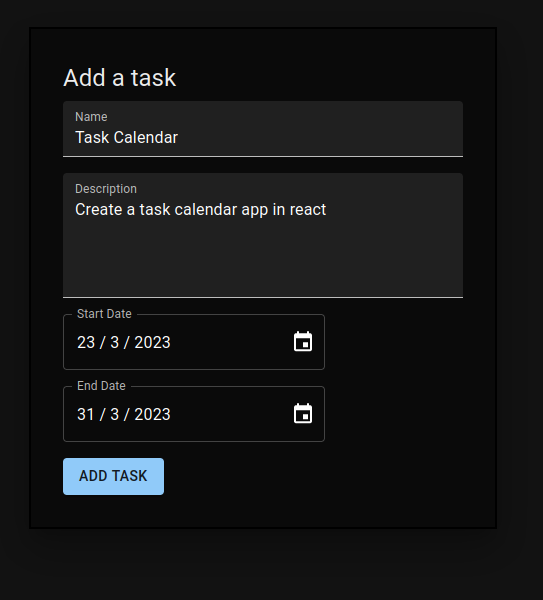 Add a task
Name
Task Calendar
Description
Create a task calendar app in react
Start Date
23 / 3 / 2023
End Date
31 / 3 / 2023
ADD TASK